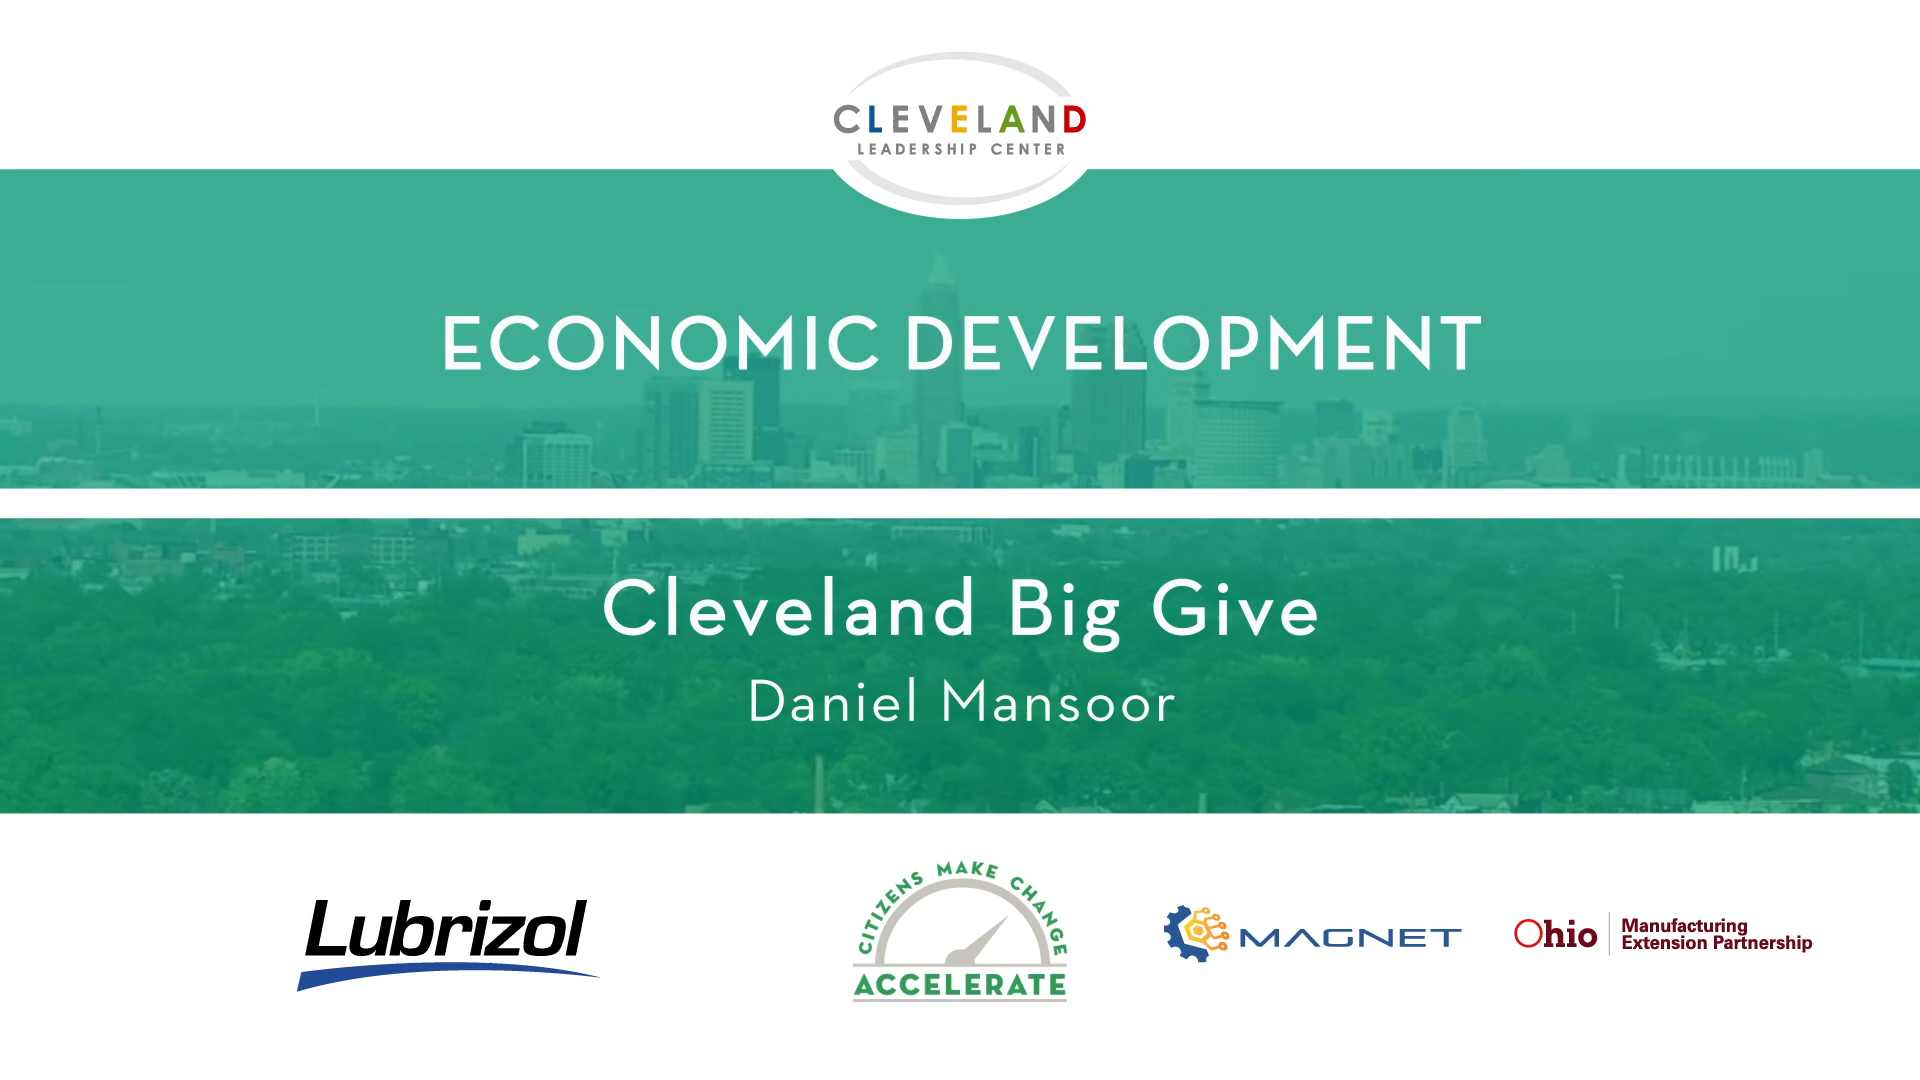 CLEVELAND
LEADERSHIP CENTER
ECONOMIC DEVELOPMENT
Cleveland Big Give
Daniel Mansoor
Lubrizol
CITIZENS MAKE CHANGE
ACCELERATE
MAGNET
Ohio
Manufacturing
Extension Partnership